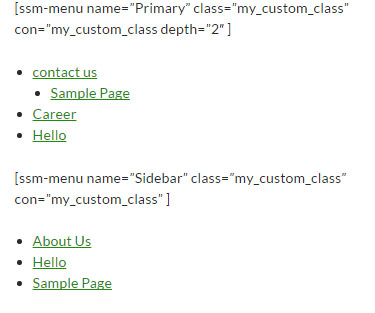 [ssm-menu name=”Primary” class=”my_custom_class”
con=”my_custom_class depth=”2″ ]
contact us
Sample Page
Career
Hello
[ssm-menu name=”Sidebar” class=”my_custom_class”
con=”my_custom_class” ]
About Us
Hello
Sample Page